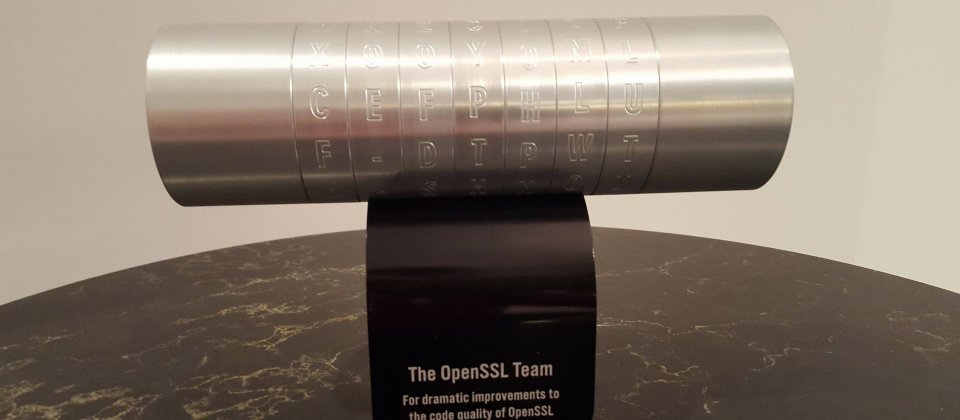 X O O Y O M L
C E F P H L U
F - D T P W T
The OpenSSL Team
For dramatic improvements to
the code quality of OpenSSL